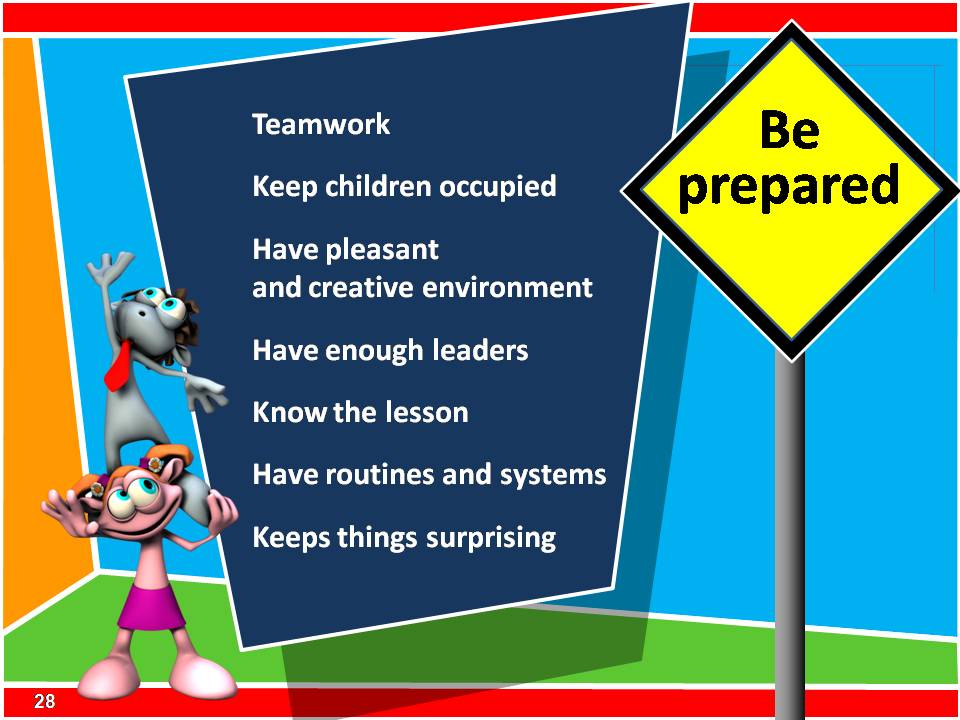 Be
prepared
Teamwork
Keep children occupied
Have pleasant
and creative environment
Have enough leaders
Know the lesson
Have routines and systems
Keeps things surprising
28